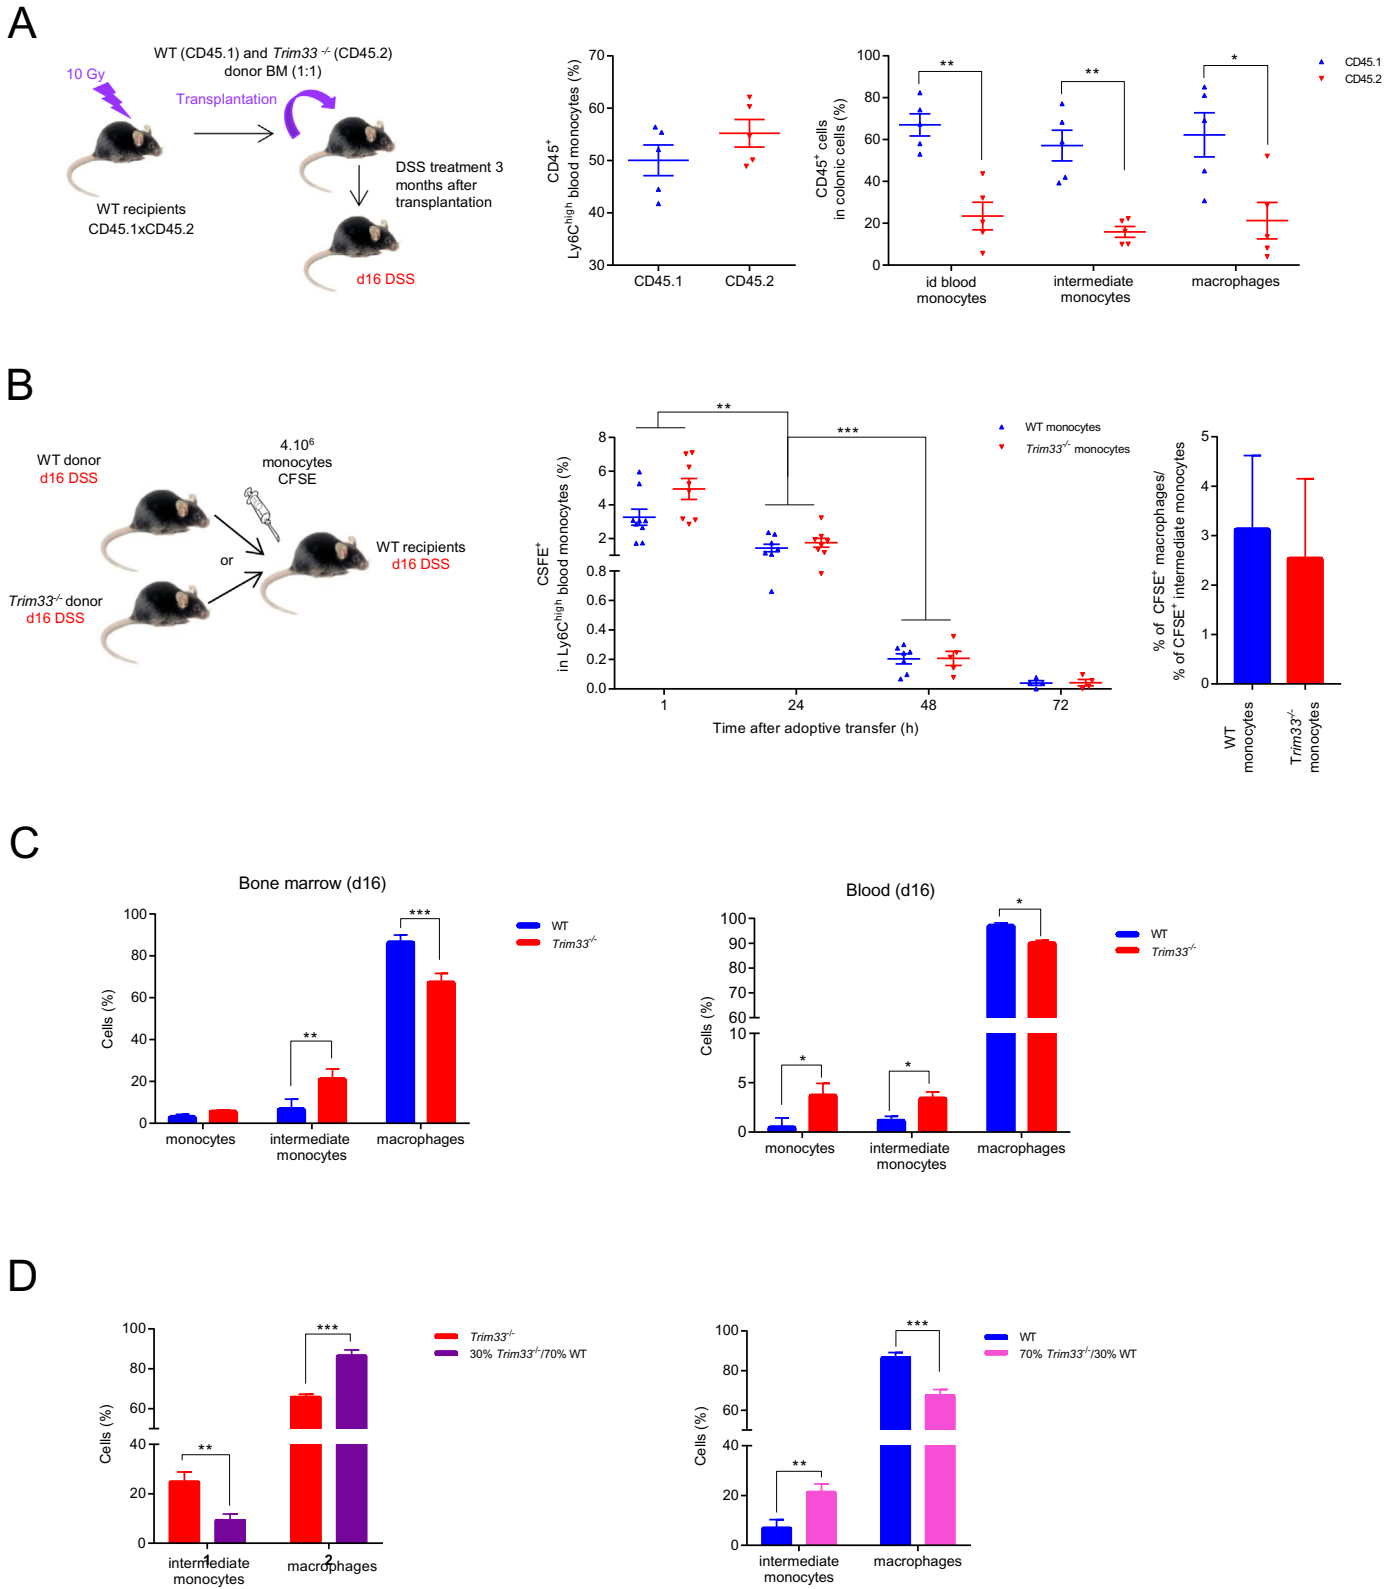 A
WT (CD45.1) and Trim33 -/- (CD45.2)
donor BM (1:1)
10 Gy
Transplantation
DSS treatment 3
months after
transplantation
WT recipients
CD45.1xCD45.2
d16 DSS
CD45+
Ly6Chigh blood monocytes (%)
70
60
50
40
30
CD45.1
CD45.2
CD45+ cells
in colonic cells (%)
100
80
60
40
20
0
**
**
*
id blood
monocytes
intermediate
monocytes
macrophages
CD45.1
CD45.2
B
WT donor
d16 DSS
4.106
monocytes
CFSE
or
WT recipients
d16 DSS
Trim33-/- donor
d16 DSS
CSFE+
in Ly6Chigh blood monocytes (%)
8
6
4
2
0.8
0.6
0.4
0.2
0.0
**
***
1
24
48
72
Time after adoptive transfer (h)
WT monocytes
Trim33-/- monocytes
% of CFSE+ macrophages/
% of CFSE+ intermediate monocytes
5
4
3
2
1
0
WT
monocytes
Trim33-/-
monocytes
C
Bone marrow (d16)
Cells (%)
100
80
60
40
20
0
**
***
monocytes
intermediate
monocytes
macrophages
WT
Trim33-/-
Blood (d16)
Cells (%)
100
90
80
70
60
10
5
0
*
*
*
monocytes
intermediate
monocytes
macrophages
WT
Trim33-/-
D
Cells (%)
100
80
60
40
20
0
**
***
1
2
intermediate
monocytes
macrophages
Trim33-/-
30% Trim33-/-/70% WT
Cells (%)
100
80
60
40
20
0
**
***
intermediate
monocytes
macrophages
WT
70% Trim33-/-/30% WT